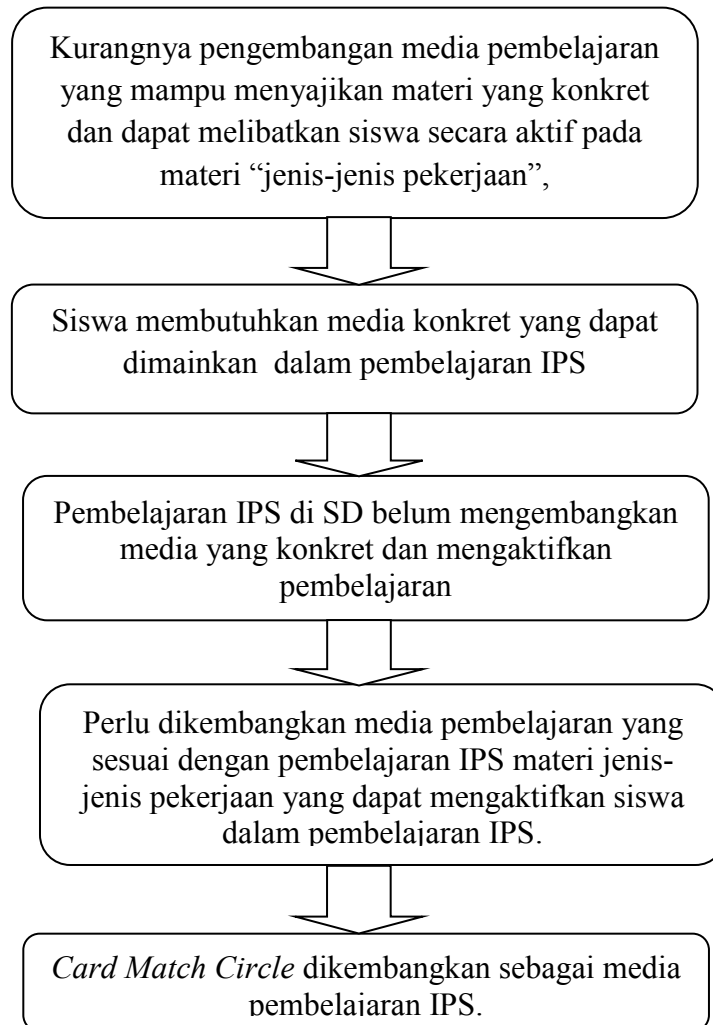 Kurangnya pengembangan media pembelajaran
yang mampu menyajikan materi yang konkret
dan dapat melibatkan siswa secara aktif pada
materi “jenis-jenis pekerjaan”,
Siswa membutuhkan media konkret yang dapat
dimainkan dalam pembelajaran IPS
Pembelajaran IPS di SD belum mengembangkan
media yang konkret dan mengaktifkan
pembelajaran
Perlu dikembangkan media pembelajaran yang
sesuai dengan pembelajaran IPS materi jenis-
jenis pekerjaan yang dapat mengaktifkan siswa
dalam pembelajaran IPS.
Card Match Circle dikembangkan sebagai media
pembelajaran IPS.